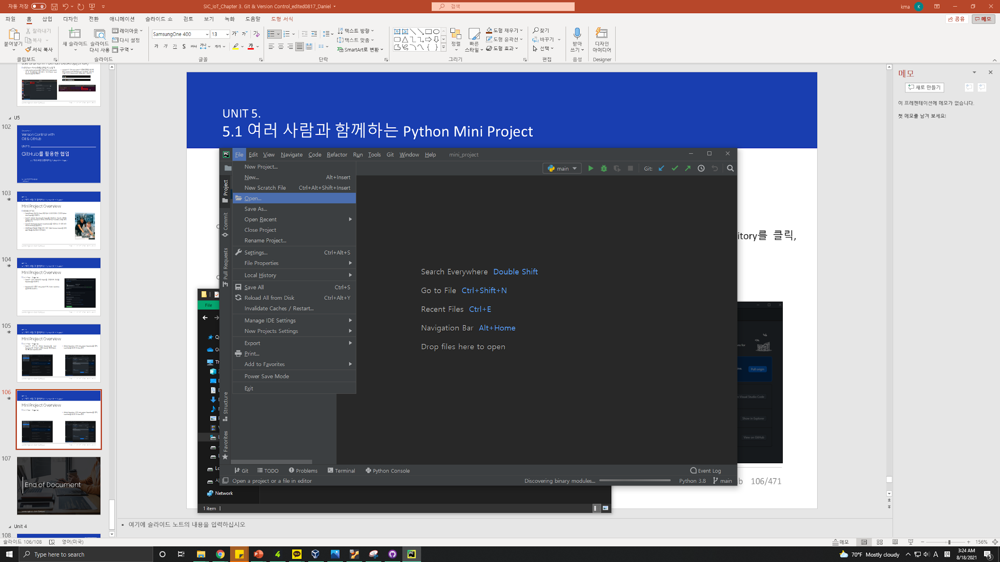 자동 저장 끔
SIC_IoT_Chapter 3. Git & Version Control_edited0817_Daniel
검색
kma K
파일 홈 삽입 디자인 전환 애니메이션 슬라이드 쇼 검토 보기 녹화 도움말 도형 서식
공유 메모
붙여넣기
잘라내기
복사
서식 복사
클립보드
새 슬라이드
슬라이드 다시 사용
레이아웃
다시 설정
구역
슬라이드
SamsungOne 400 13
글꼴
텍스트 방향
텍스트 맞춤
SmartArt로 변환
단락
정렬
빠른 스타일
도형 채우기
도형 윤곽선
도형 효과
그리기
찾기
바꾸기
선택
편집
받아쓰기
음성
디자인 아이디어
Designer
U5
102
Version Control with
Git & GitHub
UNIT 5
GitHub를 활용한 협업
103
Mini Project Overview
104
Mini Project Overview
105
Mini Project Overview
106
Mini Project Overview
107
End of Document
Unit 4
108
UNIT 5.
5.1 여러 사람과 함께하는 Python Mini Project
itory를 클릭,
File Edit View Navigate Code Refactor Run Tools Git Window Help mini_project
main
Git:
New Project...
New... Alt+Insert
New Scratch File Ctrl+Alt+Shift+Insert
Open...
Save As...
Open Recent
Close Project
Rename Project...
Settings... Ctrl+Alt+S
File Properties
Local History
Save All Ctrl+S
Reload All from Disk Ctrl+Alt+Y
Invalidate Caches / Restart...
Manage IDE Settings
New Projects Settings
Export
Print...
Add to Favorites
Power Save Mode
Exit
Project
Commit
Pull Requests
Structure
Favorites
Search Everywhere Double Shift
Go to File Ctrl+Shift+N
Recent Files Ctrl+E
Navigation Bar Alt+Home
Drop files here to open
Git TODO Problems Terminal Python Console
Event Log
Open a project or a file in editor
Discovering binary modules...
Python 3.8 main
File
Network
1 item
Pull origin
Visual Studio Code
Show in Explorer
View on GitHub
b 106/471
메모
새로 만들기
이 프레젠테이션에 메모가 없습니다.
첫 메모를 남겨 보세요!
여기에 슬라이드 노트의 내용을 입력하십시오
슬라이드 106/108 영어(미국)
메모
156%
Type here to search
70°F Mostly cloudy
A 한
3:24 AM
8/18/2021
5